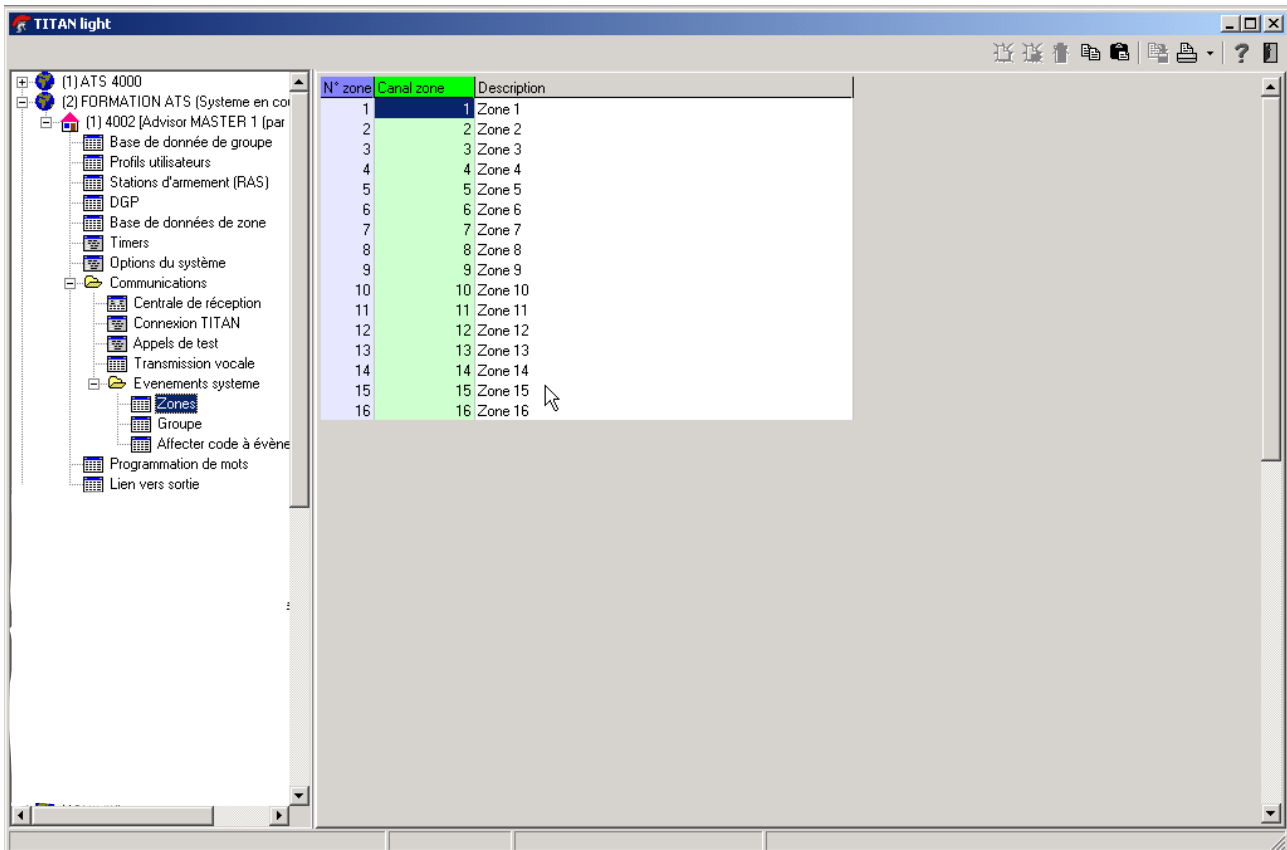 TITAN light
(1) ATS 4000
(2) FORMATION ATS (Systeme en cou
(1) 4002 [Advisor MASTER 1 (par
Base de donnée de groupe
Profils utilisateurs
Stations d'armement (RAS)
DGP
Base de données de zone
Timers
Options du système
Communications
Centrale de réception
Connexion TITAN
Appels de test
Transmission vocale
Evenements systeme
Zones
Groupe
Affecter code à évène
Programmation de mots
Lien vers sortie
N° zone Canal zone Description
1 1 Zone 1
2 2 Zone 2
3 3 Zone 3
4 4 Zone 4
5 5 Zone 5
6 6 Zone 6
7 7 Zone 7
8 8 Zone 8
9 9 Zone 9
10 10 Zone 10
11 11 Zone 11
12 12 Zone 12
13 13 Zone 13
14 14 Zone 14
15 15 Zone 15
16 16 Zone 16